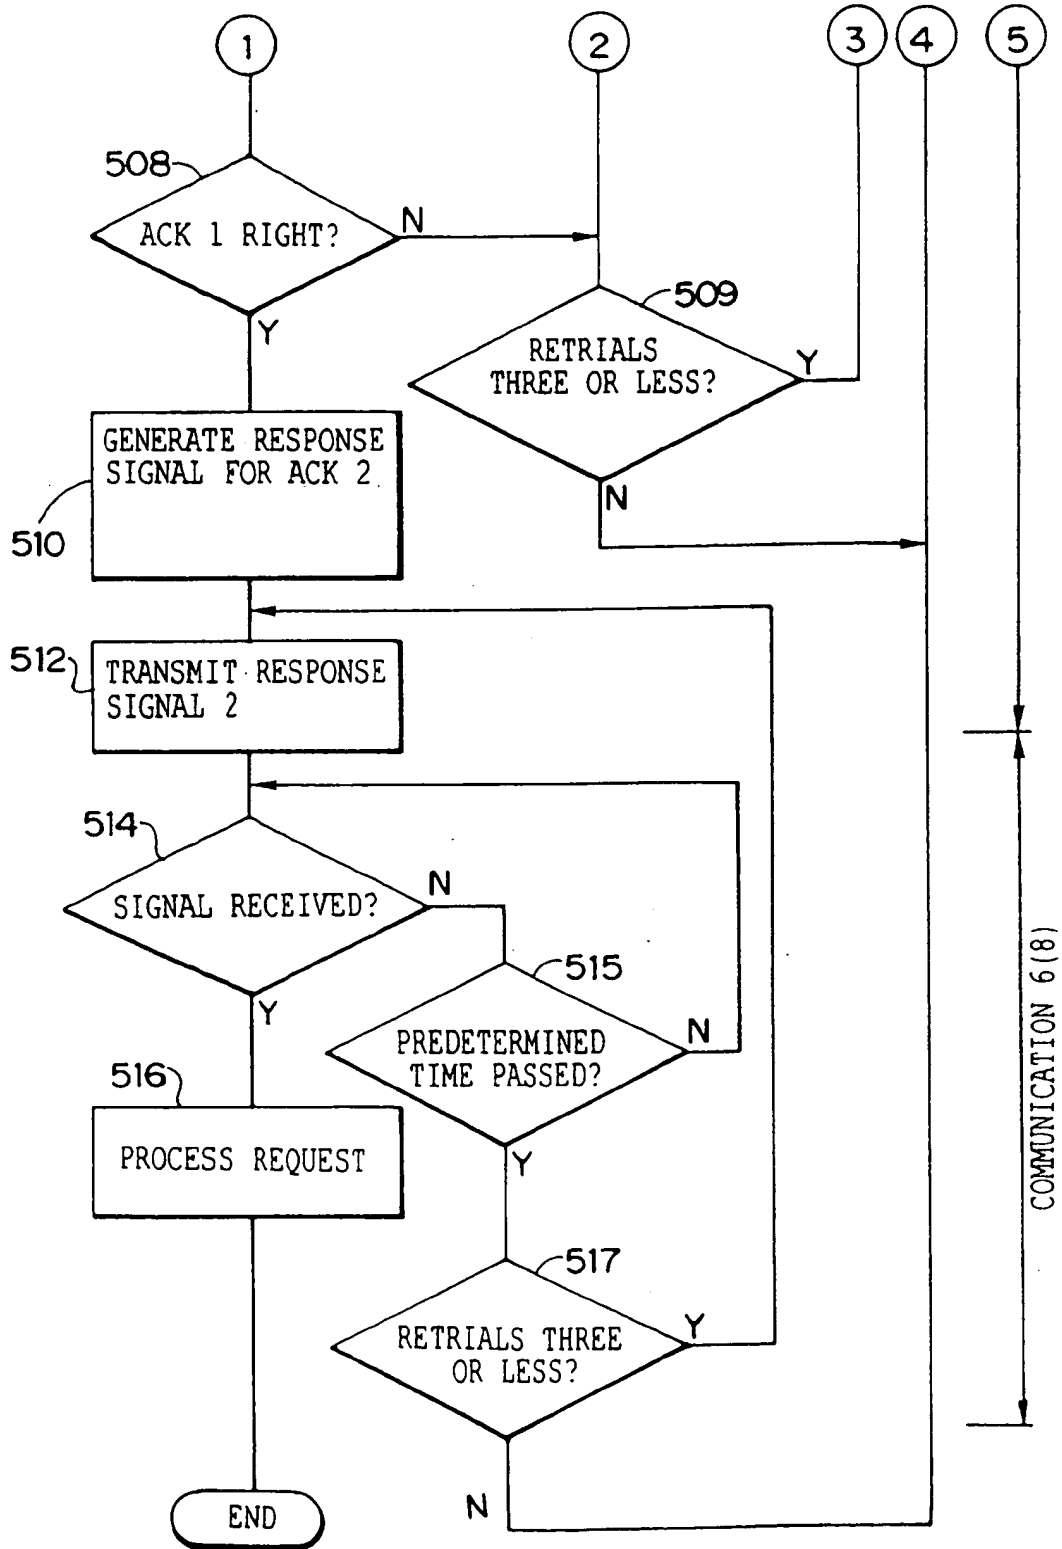 1
2
3
4
5
508
ACK 1 RIGHT?
N
Y
509
RETRIALS
THREE OR LESS?
Y
N
GENERATE RESPONSE
SIGNAL FOR ACK 2
510
512
TRANSMIT RESPONSE
SIGNAL 2
514
SIGNAL RECEIVED?
N
Y
515
PREDETERMINED
TIME PASSED?
N
Y
516
PROCESS REQUEST
517
RETRIALS THREE
OR LESS?
Y
N
END
COMMUNICATION 6(8)